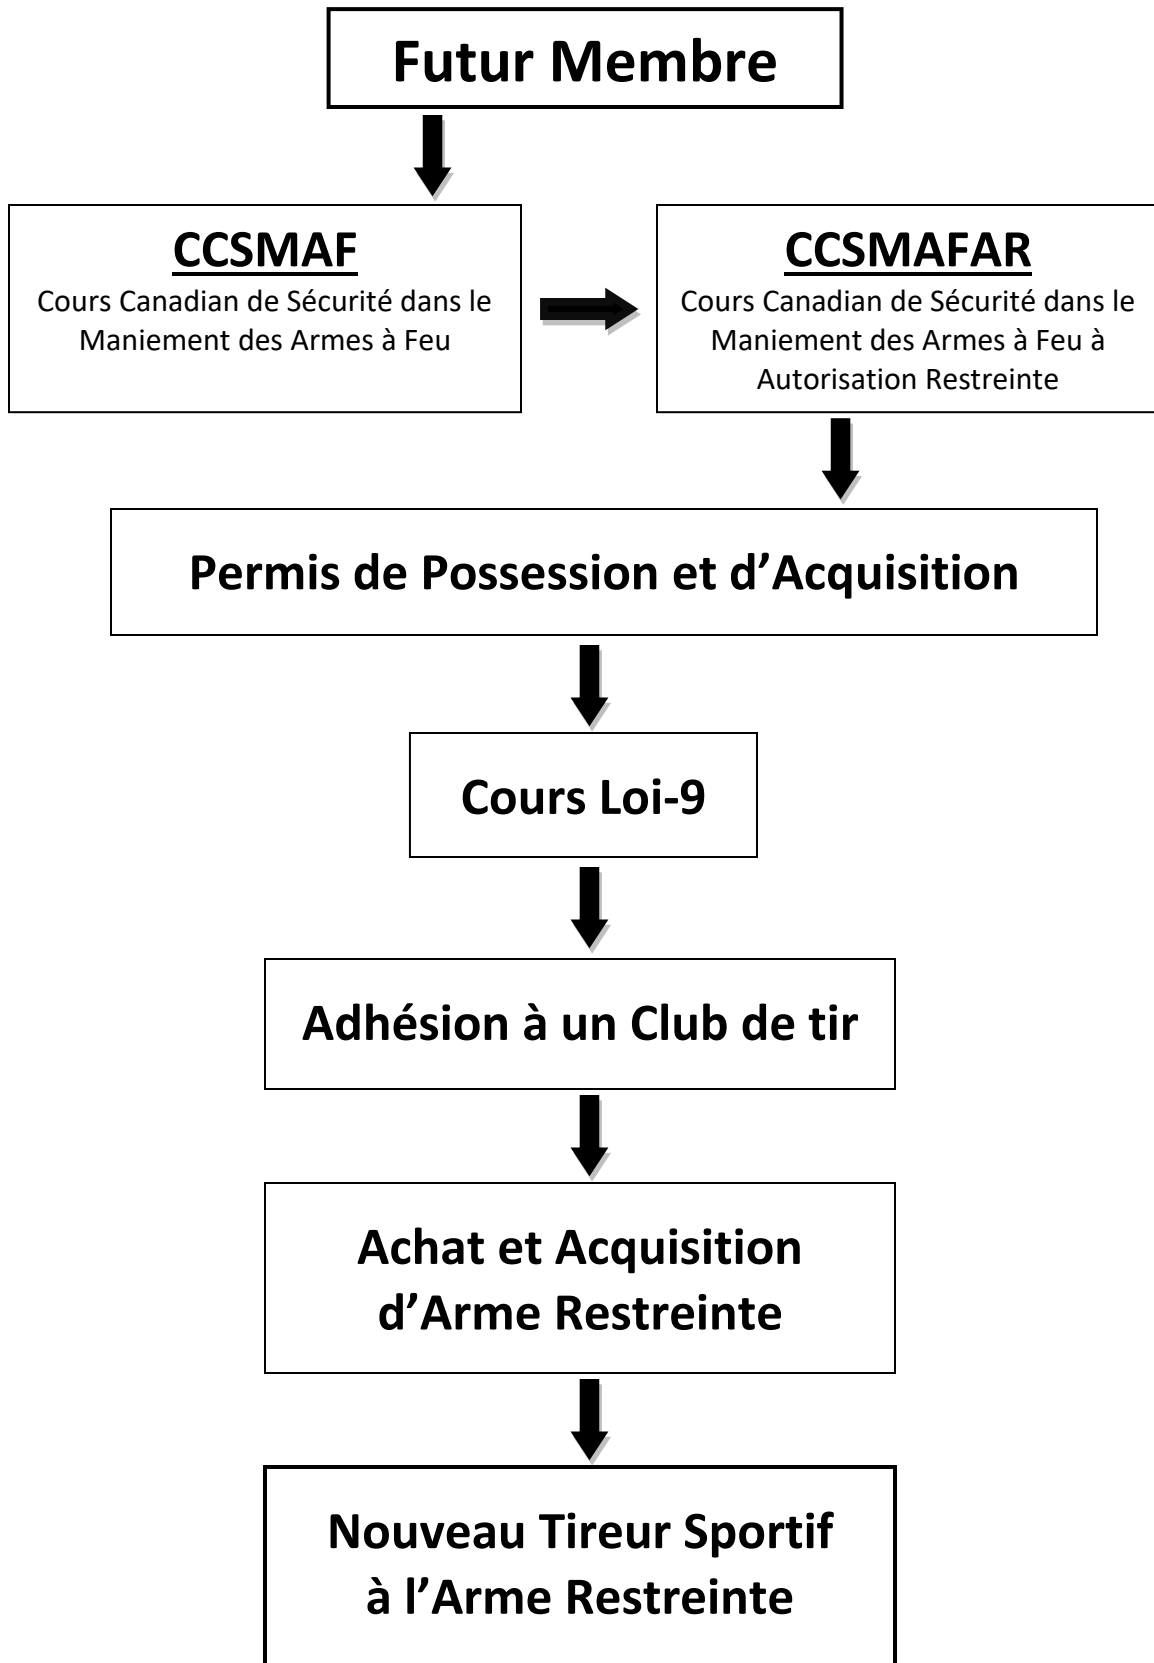 Futur Membre
CCSMAF
Cours Canadian de Sécurité dans le
Maniement des Armes à Feu
CCSMAFAR
Cours Canadian de Sécurité dans le
Maniement des Armes à Feu à
Autorisation Restreinte
Permis de Possession et d’Acquisition
Cours Loi-9
Adhésion à un Club de tir
Achat et Acquisition
d’Arme Restreinte
Nouveau Tireur Sportif
à l’Arme Restreinte